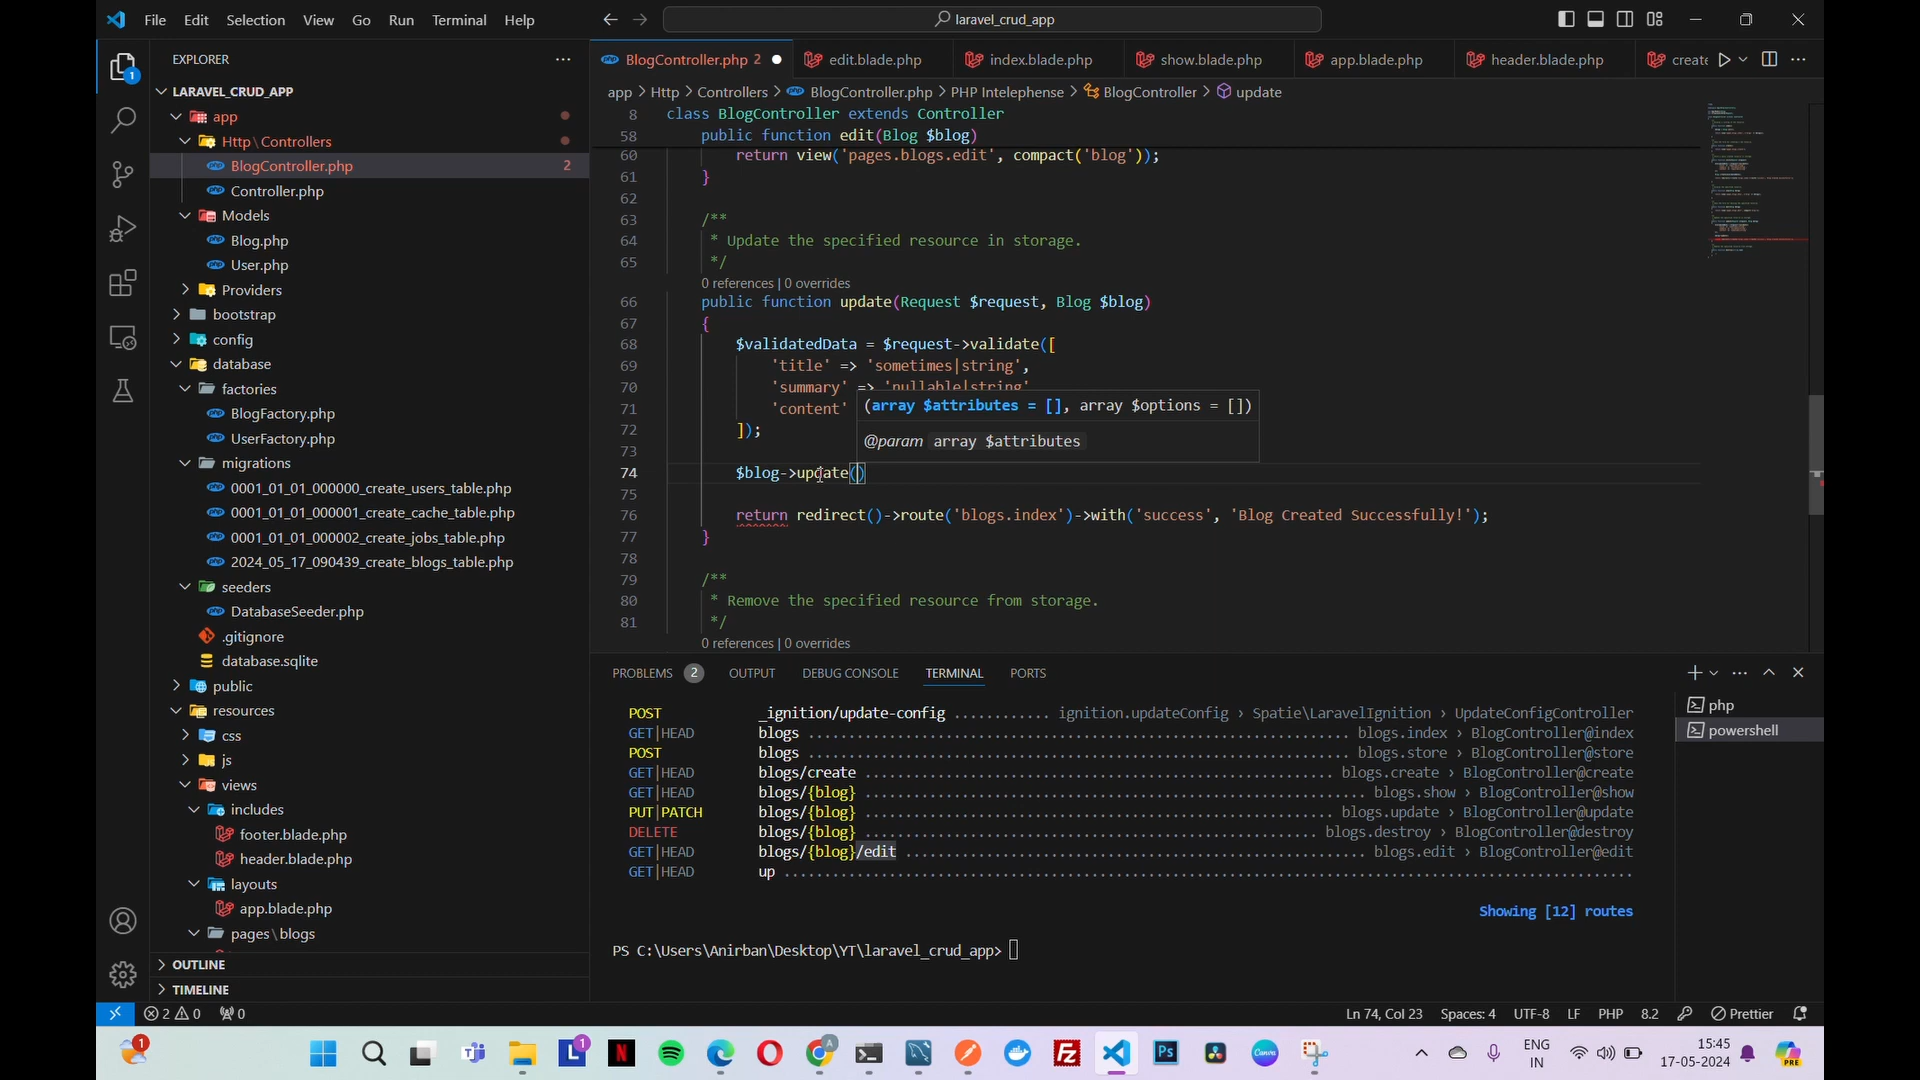 File Edit Selection View Go Run Terminal Help
laravel_crud_app
EXPLORER
LARAVEL_CRUD_APP
app
Http\Controllers
BlogController.php 2
Controller.php
Models
Blog.php
User.php
Providers
bootstrap
config
database
factories
BlogFactory.php
UserFactory.php
migrations
0001_01_01_000000_create_users_table.php
0001_01_01_000001_create_cache_table.php
0001_01_01_000002_create_jobs_table.php
2024_05_17_090439_create_blogs_table.php
seeders
DatabaseSeeder.php
.gitignore
database.sqlite
public
resources
css
js
views
includes
footer.blade.php
header.blade.php
layouts
app.blade.php
pages\blogs
OUTLINE
TIMELINE
BlogController.php 2 edit.blade.php index.blade.php show.blade.php app.blade.php header.blade.php create
app > Http > Controllers > BlogController.php > PHP Intelephense > BlogController > update
8 class BlogController extends Controller
58 public function edit(Blog $blog)
60 return view('pages.blogs.edit', compact('blog'));
61 }
62
63 /**
64 * Update the specified resource in storage.
65 */
0 references | 0 overrides
66 public function update(Request $request, Blog $blog)
67 {
68 $validatedData = $request->validate([
69 'title' => 'sometimes|string',
70 'summary' => 'nullable|string'
71 'content'
(array $attributes = [], array $options = [])
@param array $attributes
72 ]);
73
74 $blog->update()
75
76 return redirect()->route('blogs.index')->with('success', 'Blog Created Successfully!');
77 }
78
79 /**
80 * Remove the specified resource from storage.
81 */
0 references | 0 overrides
PROBLEMS 2 OUTPUT DEBUG CONSOLE TERMINAL PORTS
POST _ignition/update-config ............ ignition.updateConfig › Spatie\LaravelIgnition › UpdateConfigController
GET|HEAD blogs ............ blogs.index › BlogController@index
POST blogs ............ blogs.store › BlogController@store
GET|HEAD blogs/create ............ blogs.create › BlogController@create
GET|HEAD blogs/{blog} ............ blogs.show › BlogController@show
PUT|PATCH blogs/{blog} ............ blogs.update › BlogController@update
DELETE blogs/{blog} ............ blogs.destroy › BlogController@destroy
GET|HEAD blogs/{blog}/edit ............ blogs.edit › BlogController@edit
GET|HEAD up ............
Showing [12] routes
PS C:\Users\Anirban\Desktop\YT\laravel_crud_app>
php
powershell
2 0 0 Ln 74, Col 23 Spaces: 4 UTF-8 LF PHP 8.2 Prettier
ENG
IN
15:45
17-05-2024